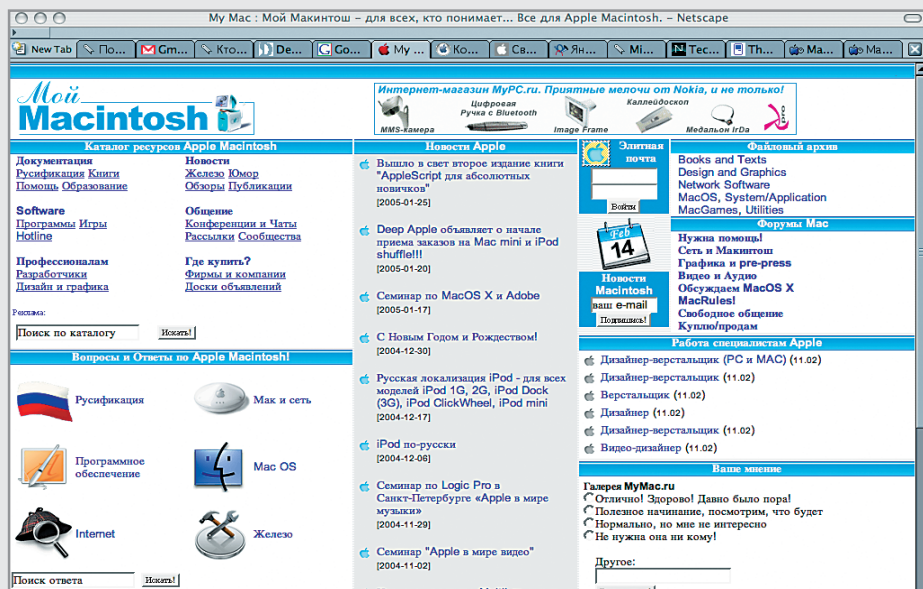 My Mac : Мой Макинтош – для всех, кто понимает... Все для Apple Macintosh. – Netscape
New Tab
По...
Gm...
Кто...
De...
Go...
My ...
Ко...
Св...
Ян...
Mi...
Tec...
Th...
Ma...
Ma...
Мой
Macintosh
Интернет-магазин MyPC.ru. Приятные мелочи от Nokia, и не только!
MMS-камера
Цифровая
Ручка с Bluetooth
Image Frame
Каллейдоскоп
Медальон IrDa
Каталог ресурсов Apple Macintosh
Документация
Русификация Книги
Помощь Образование
Новости
Железо Юмор
Обзоры Публикации
Software
Программы Игры
Hotline
Общение
Конференции и Чаты
Рассылки Сообщества
Профессионалам
Разработчики
Дизайн и графика
Где купить?
Фирмы и компании
Доски объявлений
Реклама:
Поиск по каталогу
Искать!
Вопросы и Ответы по Apple Macintosh!
Русификация
Мак и сеть
Программное
обеспечение
Mac OS
Internet
Железо
Поиск ответа
Искать!
Новости Apple
Вышло в свет второе издание книги
"AppleScript для абсолютных
новичков"
[2005-01-25]
Deep Apple объявляет о начале
приема заказов на Mac mini и iPod
shuffle!!!
[2005-01-20]
Семинар по MacOS X и Adobe
[2005-01-17]
С Новым Годом и Рождеством!
[2004-12-30]
Русская локализация iPod - для всех
моделей iPod 1G, 2G, iPod Dock
(3G), iPod ClickWheel, iPod mini
[2004-12-17]
iPod по-русски
[2004-12-06]
Семинар по Logic Pro в
Санкт-Петербурге «Apple в мире
музыки»
[2004-11-29]
Семинар "Apple в мире видео"
[2004-11-02]
Элитная
почта
Войти
Feb
14
Новости
Macintosh
ваш e-mail
Подпишись!
Файловый архив
Books and Texts
Design and Graphics
Network Software
MacOS, System/Application
MacGames, Utilities
Форумы Mac
Нужна помощь!
Сеть и Макинтош
Графика и pre-press
Видео и Аудио
Обсуждаем MacOS X
MacRules!
Свободное общение
Куплю/продам
Работа специалистам Apple
Дизайнер-верстальщик (PC и MAC) (11.02)
Дизайнер-верстальщик (11.02)
Верстальщик (11.02)
Дизайнер (11.02)
Дизайнер-верстальщик (11.02)
Видео-дизайнер (11.02)
Ваше мнение
Галерея MyMac.ru
Отлично! Здорово! Давно было пора!
Полезное начинание, посмотрим, что будет
Нормально, но мне не интересно
Не нужна она ни кому!
Другое: